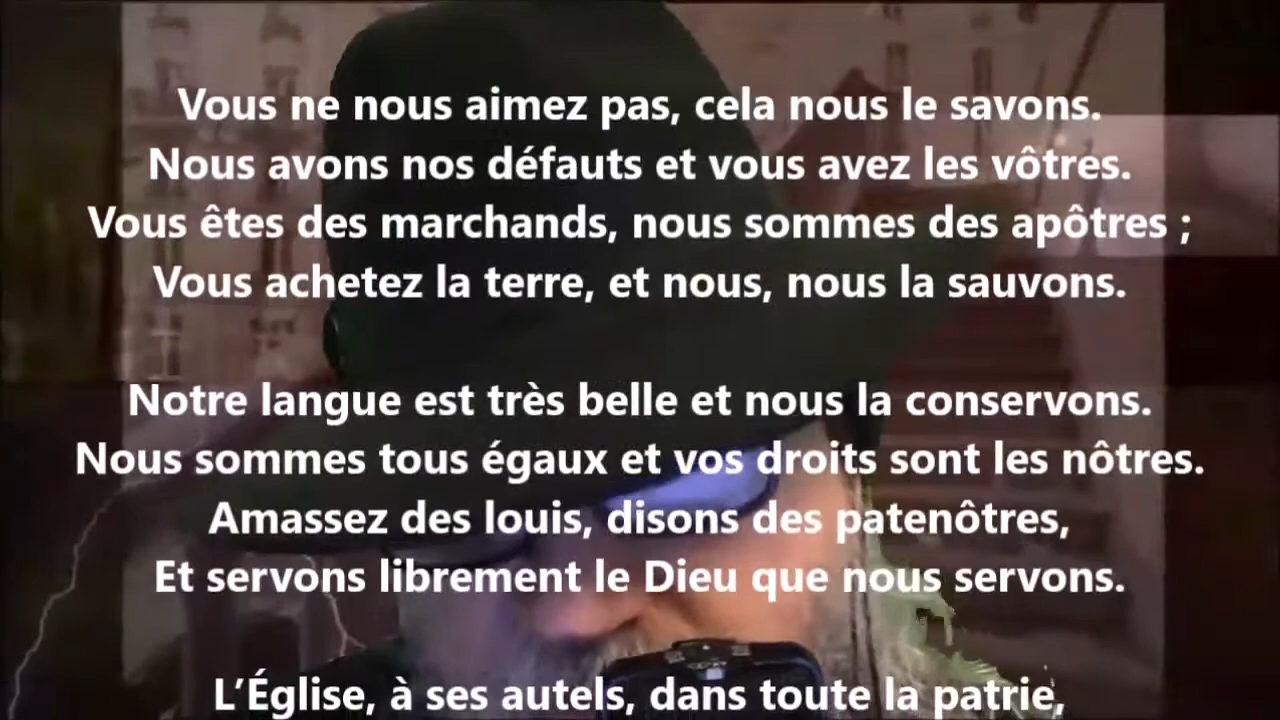 Vous ne nous aimez pas, cela nous le savons.
Nous avons nos défauts et vous avez les vôtres.
Vous êtes des marchands, nous sommes des apôtres ;
Vous achetez la terre, et nous, nous la sauvons.
Notre langue est très belle et nous la conservons.
Nous sommes tous égaux et vos droits sont les nôtres.
Amassez des louis, disons des patenôtres,
Et servons librement le Dieu que nous servons.
L’Église, à ses autels, dans toute la patrie,